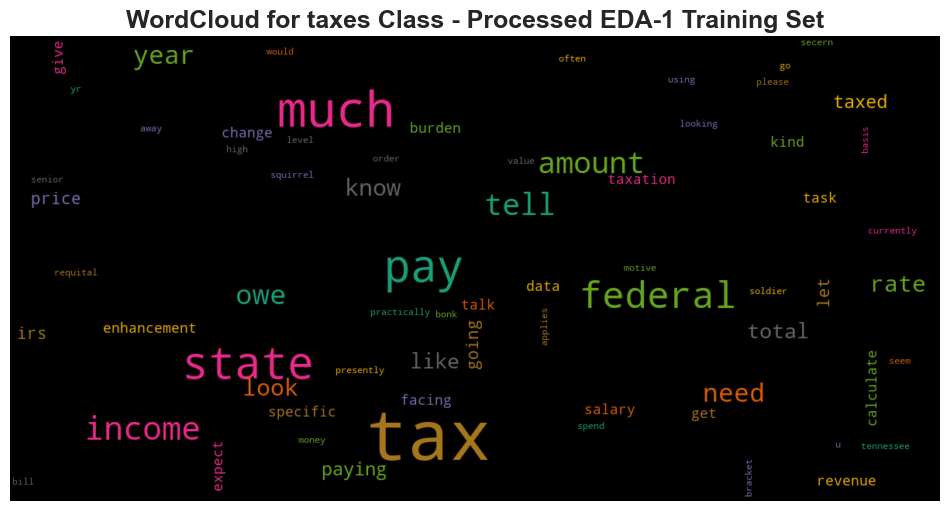 WordCloud for taxes Class - Processed EDA-1 Training Set
give
year
would
often
secern
go
using
please
yr
taxed
much
away
change
burden
looking
high
level
kind
basis
order
value
amount
senior
squirrel
know
taxation
price
tell
task
currently
requital
pay
motive
owe
data
federal
soldier
let
rate
practically
bonk
talk
applies
irs
enhancement
going
total
state
like
presently
seem
look
calculate
need
facing
specific
salary
get
income
tax
spend
expect
money
u
tennessee
paying
bracket
revenue
bill